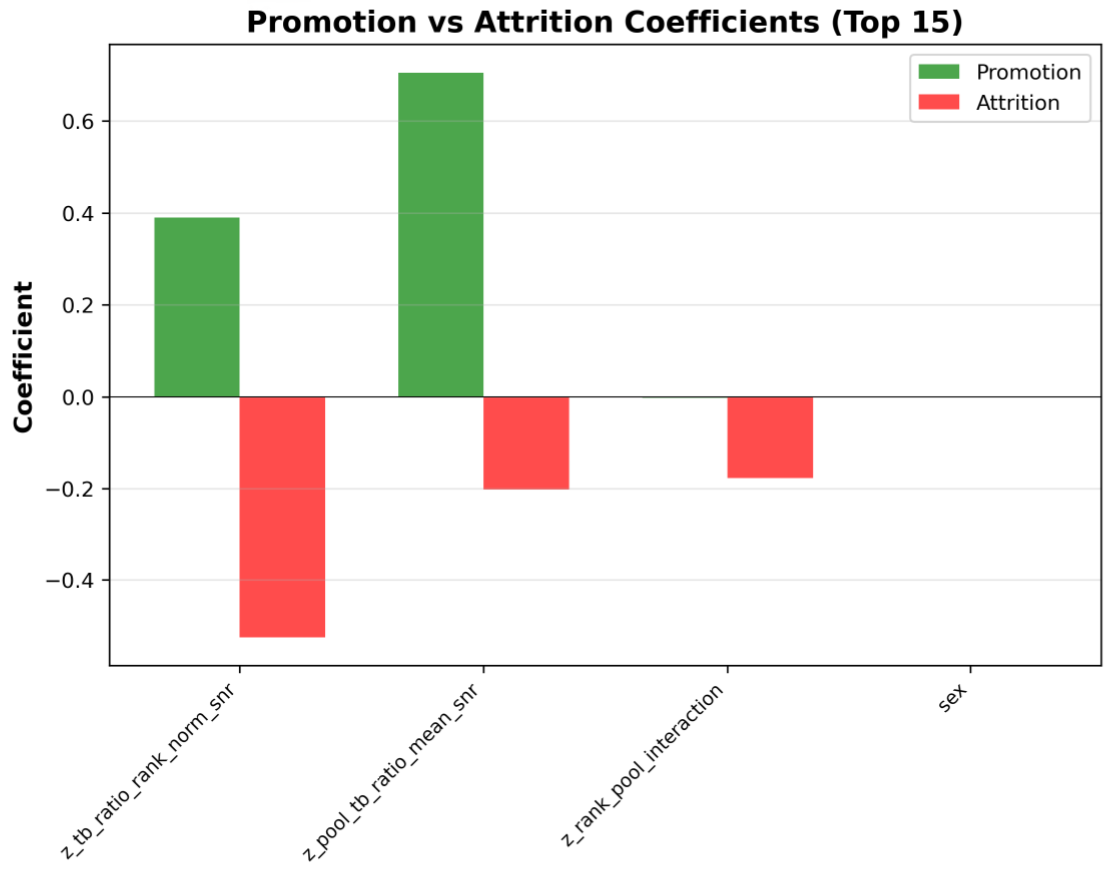 Promotion vs Attrition Coefficients (Top 15)
Promotion
Attrition
Coefficient
0.6
0.4
0.2
0.0
−0.2
−0.4
z_tb_ratio_rank_norm_snr
z_pool_tb_ratio_mean_snr
z_rank_pool_interaction
sex